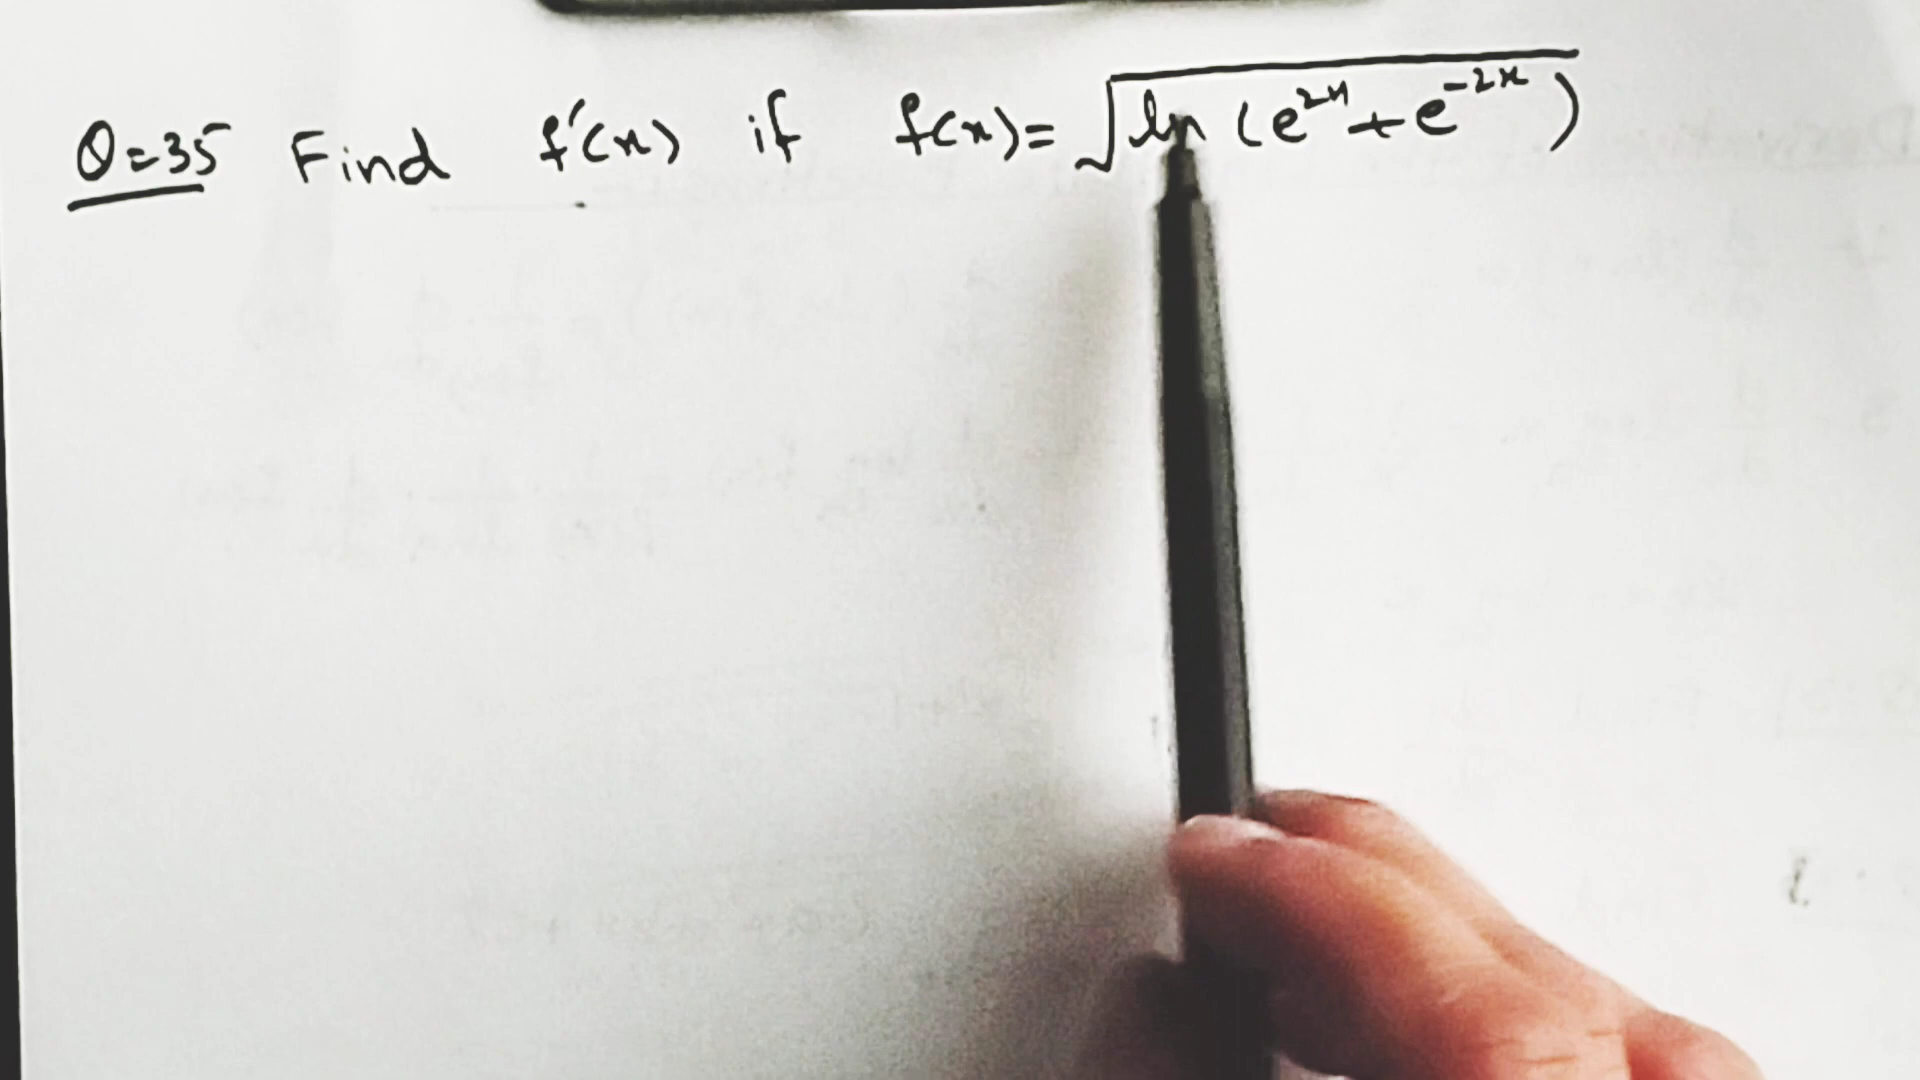 Q=35 Find f'(x) if f(x)= √ln (e^2x + e^-2x)